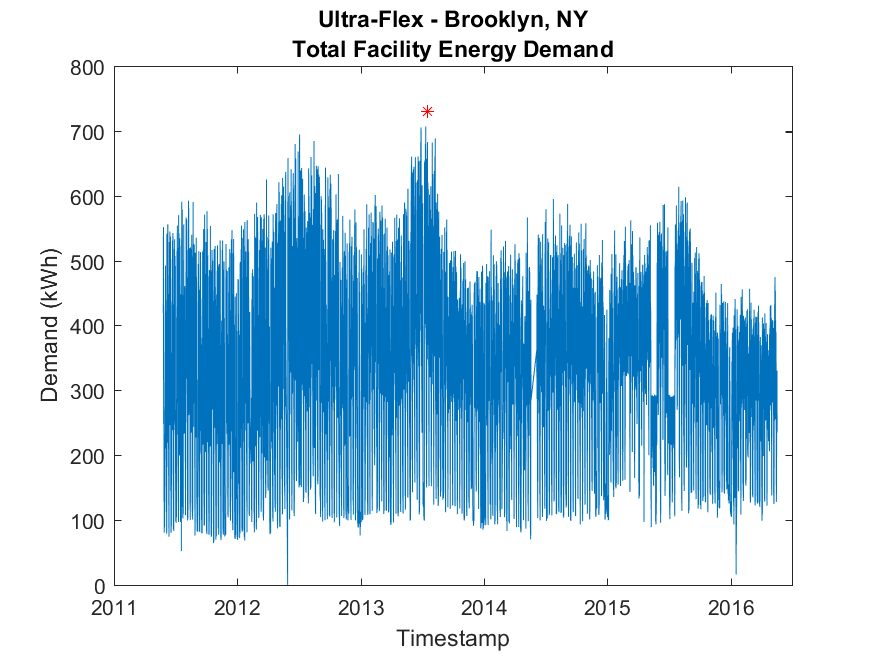 Ultra-Flex - Brooklyn, NY
Total Facility Energy Demand
800
700
600
500
400
300
200
100
0
Demand (kWh)
2011 2012 2013 2014 2015 2016
Timestamp